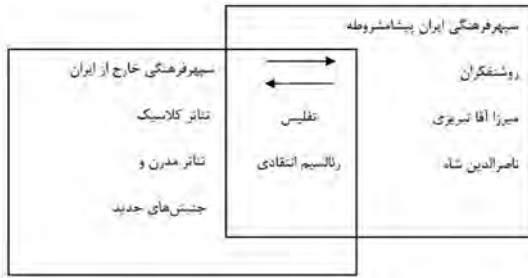 سپهرفرهنگی ایران پیشامشروطه
روشنفکران
میرزا آقا تبریزی
ناصرالدین شاه
تفلیس
رئالسیم انتقادی
سپهرفرهنگی خارج از ایران
تئاتر کلاسیک
تئاتر مدرن و
جنبش‌های جدید